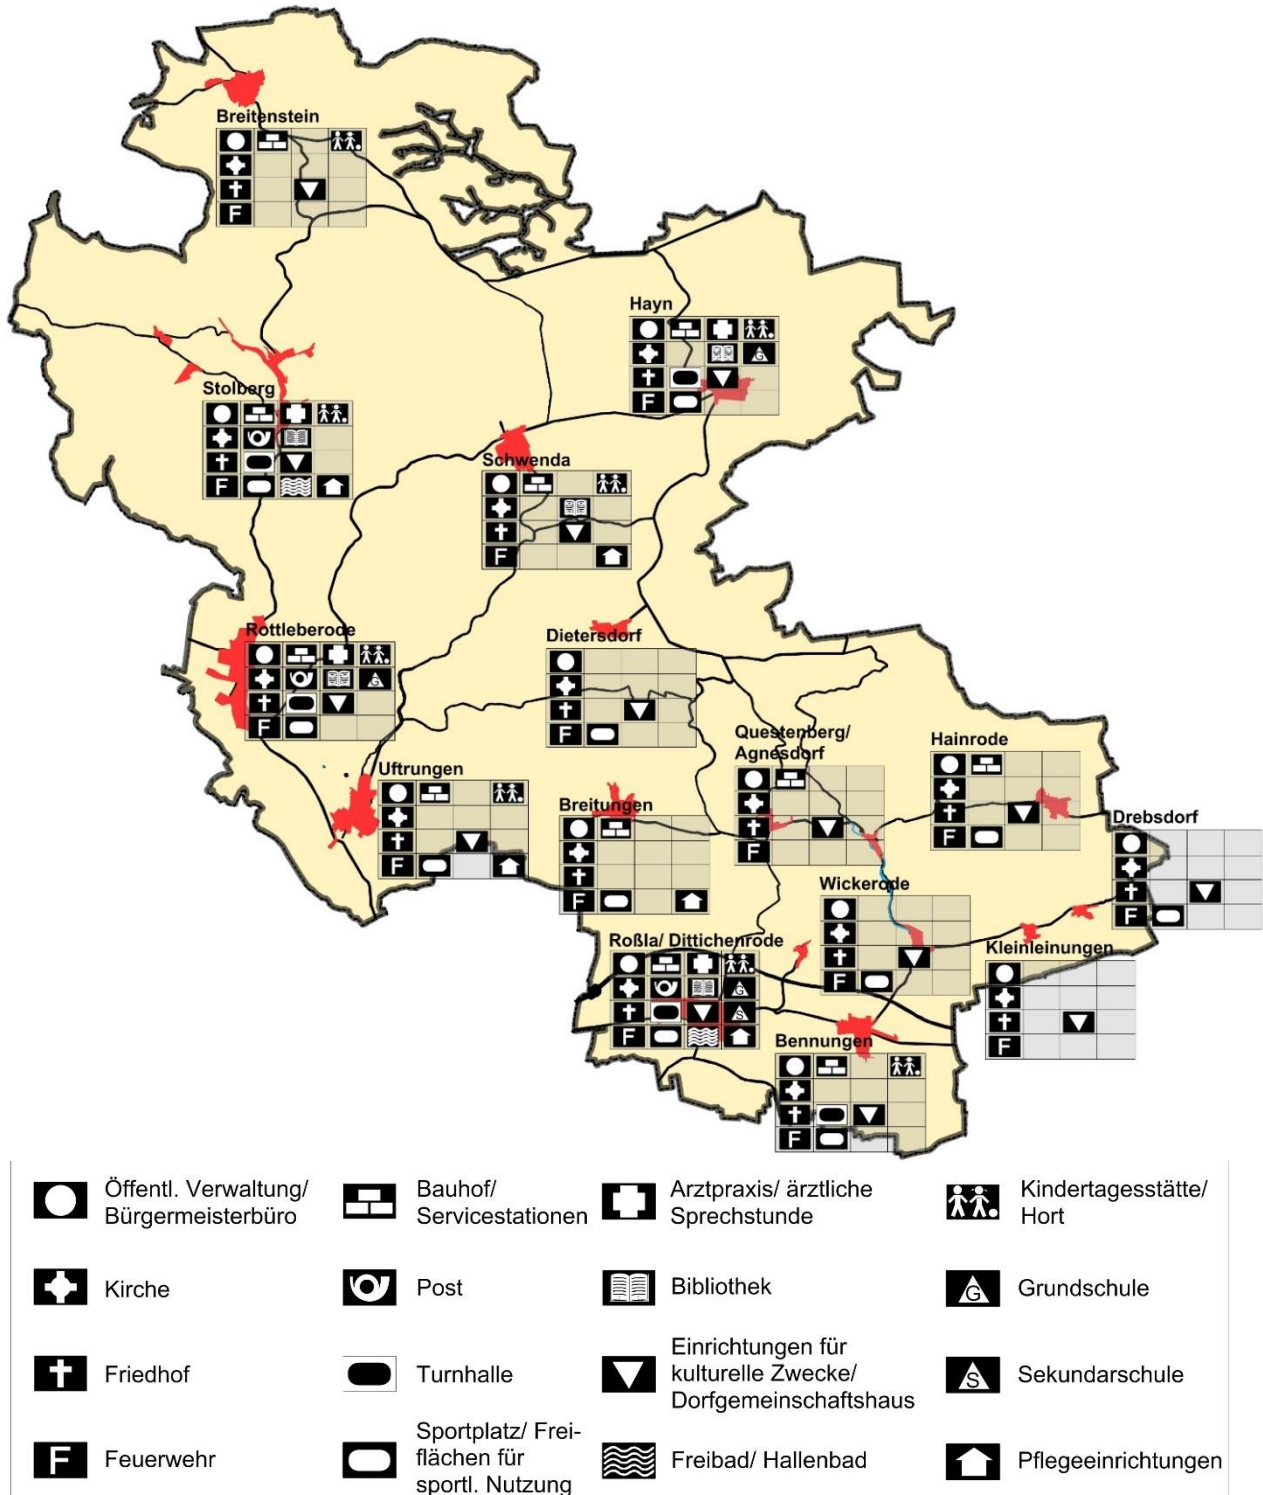 Breitenstein
F
Hayn
G
F
Stolberg
F
Schwenda
F
Rottleberode
G
F
Dietersdorf
F
Questenberg/
Agnesdorf
F
Hainrode
F
Uftrungen
F
Breitungen
F
Drebsdorf
F
Wickerode
F
Roßla/ Dittichenrode
G
S
F
Kleinleinungen
F
Bennungen
F
Öffentl. Verwaltung/
Bürgermeisterbüro
Bauhof/
Servicestationen
Arztpraxis/ ärztliche
Sprechstunde
Kindertagesstätte/
Hort
Kirche
Post
Bibliothek
G
Grundschule
Friedhof
Turnhalle
Einrichtungen für
kulturelle Zwecke/
Dorfgemeinschaftshaus
S
Sekundarschule
F
Feuerwehr
Sportplatz/ Frei-
flächen für
sportl. Nutzung
Freibad/ Hallenbad
Pflegeeinrichtungen